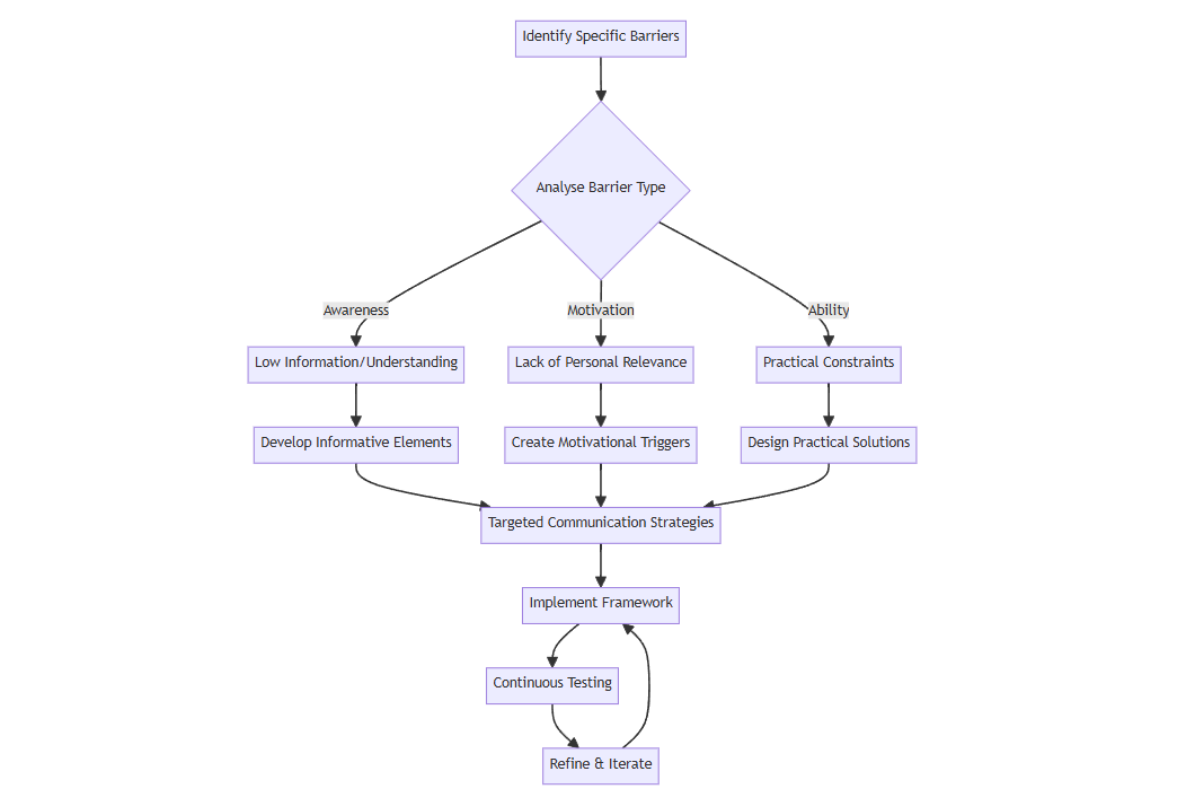 Identify Specific Barriers
Analyse Barrier Type
Awareness
Motivation
Ability
Low Information/Understanding
Lack of Personal Relevance
Practical Constraints
Develop Informative Elements
Create Motivational Triggers
Design Practical Solutions
Targeted Communication Strategies
Implement Framework
Continuous Testing
Refine & Iterate